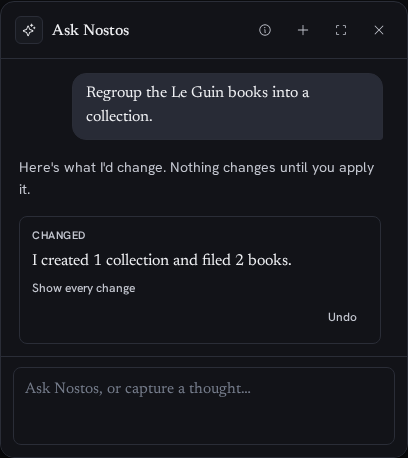 Ask Nostos
Regroup the Le Guin books into a
collection.
Here's what I'd change. Nothing changes until you apply
it.
CHANGED
I created 1 collection and filed 2 books.
Show every change
Undo
Ask Nostos, or capture a thought…